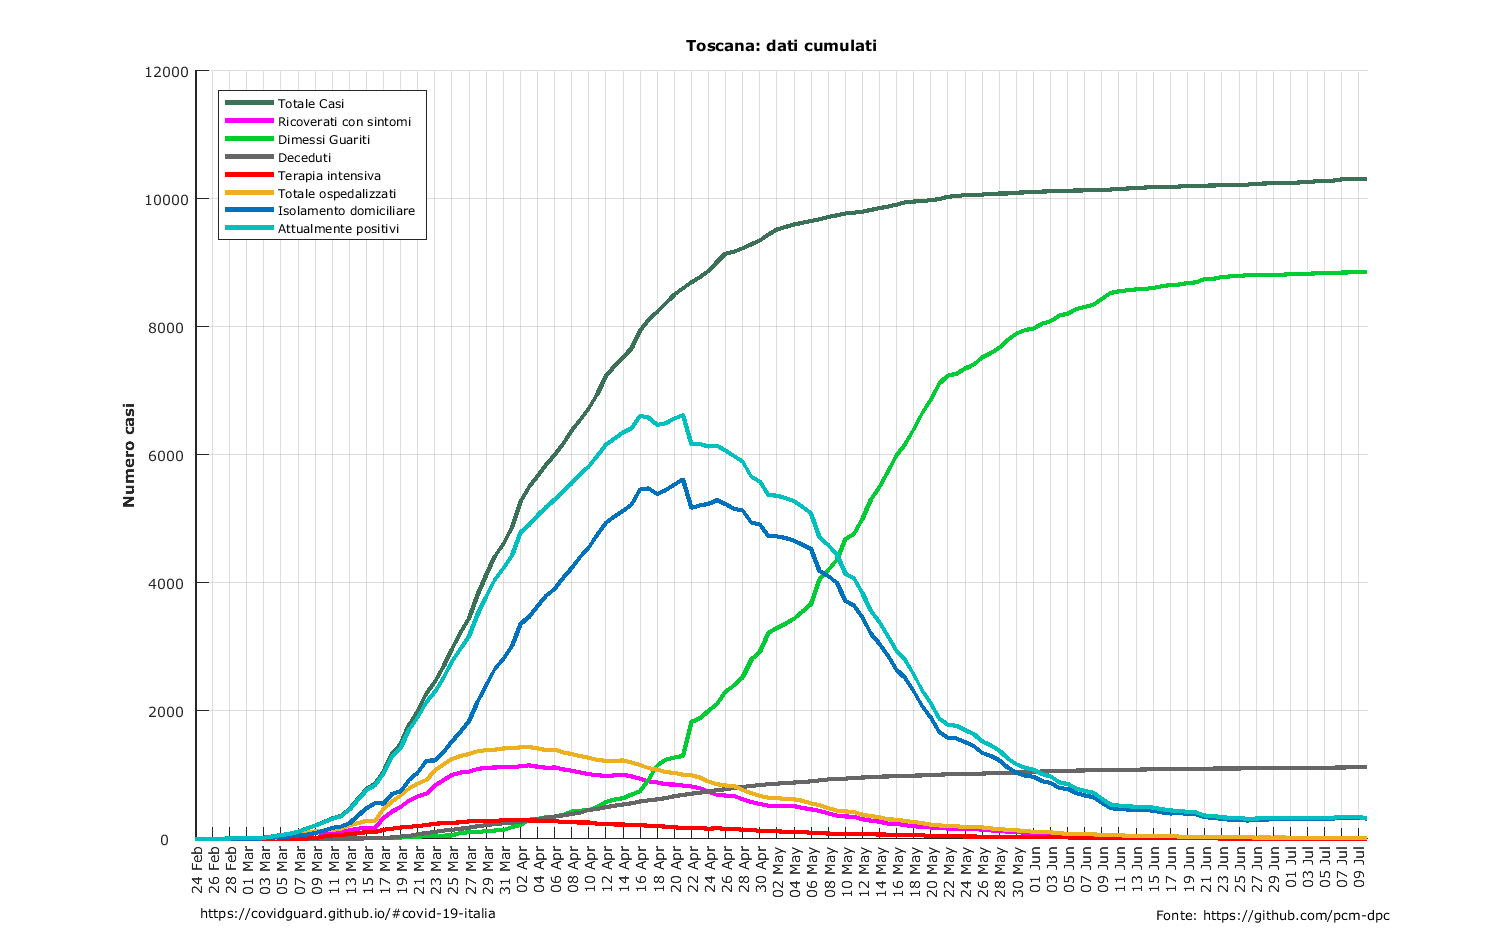 Toscana: dati cumulati
12000
10000
8000
6000
4000
2000
0
Numero casi
Totale Casi
Ricoverati con sintomi
Dimessi Guariti
Deceduti
Terapia intensiva
Totale ospedalizzati
Isolamento domiciliare
Attualmente positivi
24 Feb
26 Feb
28 Feb
01 Mar
03 Mar
05 Mar
07 Mar
09 Mar
11 Mar
13 Mar
15 Mar
17 Mar
19 Mar
21 Mar
23 Mar
25 Mar
27 Mar
29 Mar
31 Mar
02 Apr
04 Apr
06 Apr
08 Apr
10 Apr
12 Apr
14 Apr
16 Apr
18 Apr
20 Apr
22 Apr
24 Apr
26 Apr
28 Apr
30 Apr
02 May
04 May
06 May
08 May
10 May
12 May
14 May
16 May
18 May
20 May
22 May
24 May
26 May
28 May
30 May
01 Jun
03 Jun
05 Jun
07 Jun
09 Jun
11 Jun
13 Jun
15 Jun
17 Jun
19 Jun
21 Jun
23 Jun
25 Jun
27 Jun
29 Jun
01 Jul
03 Jul
05 Jul
07 Jul
09 Jul
https://covidguard.github.io/#covid-19-italia
Fonte: https://github.com/pcm-dpc